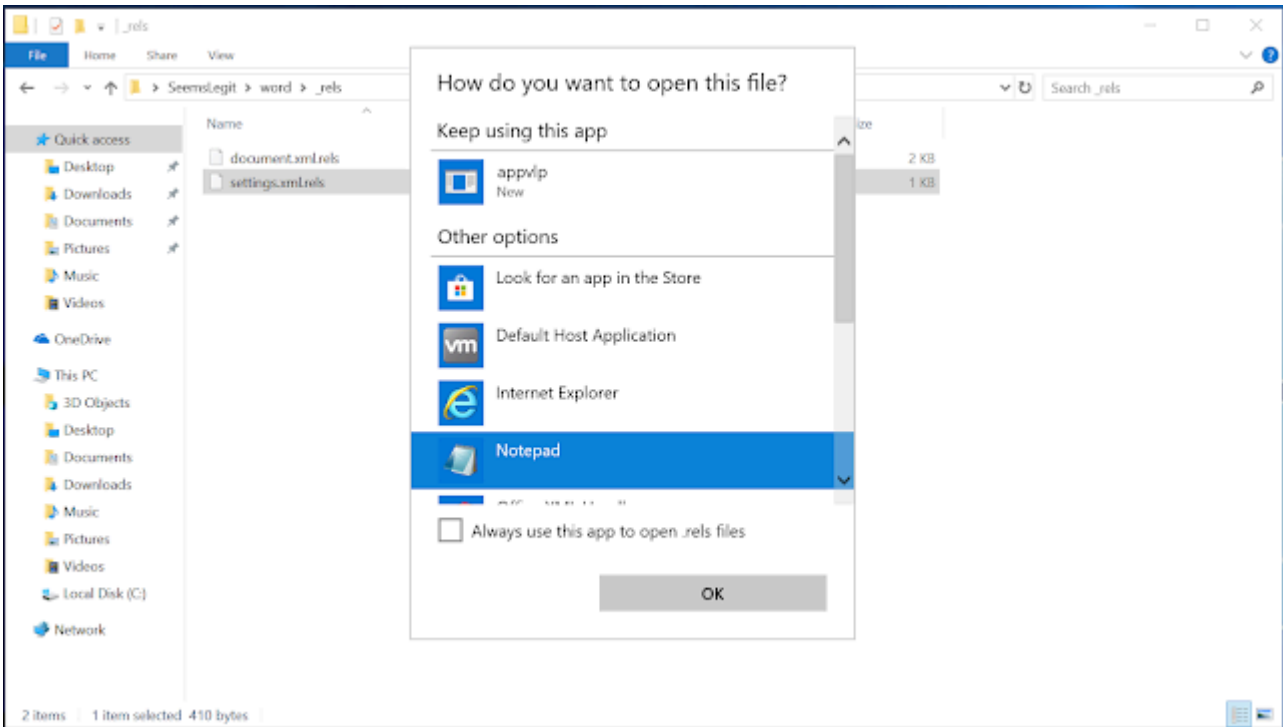 _rels
File Home Share View
SeemsLegit > word > _rels
Search _rels
Name
document.xml.rels 2 KB
settings.xml.rels 1 KB
Quick access
Desktop
Downloads
Documents
Pictures
Music
Videos
OneDrive
This PC
3D Objects
Desktop
Documents
Downloads
Music
Pictures
Videos
Local Disk (C:)
Network
2 items 1 item selected 410 bytes
How do you want to open this file?
Keep using this app
appvlp
New
Other options
Look for an app in the Store
vm
Default Host Application
Internet Explorer
Notepad
Always use this app to open .rels files
OK